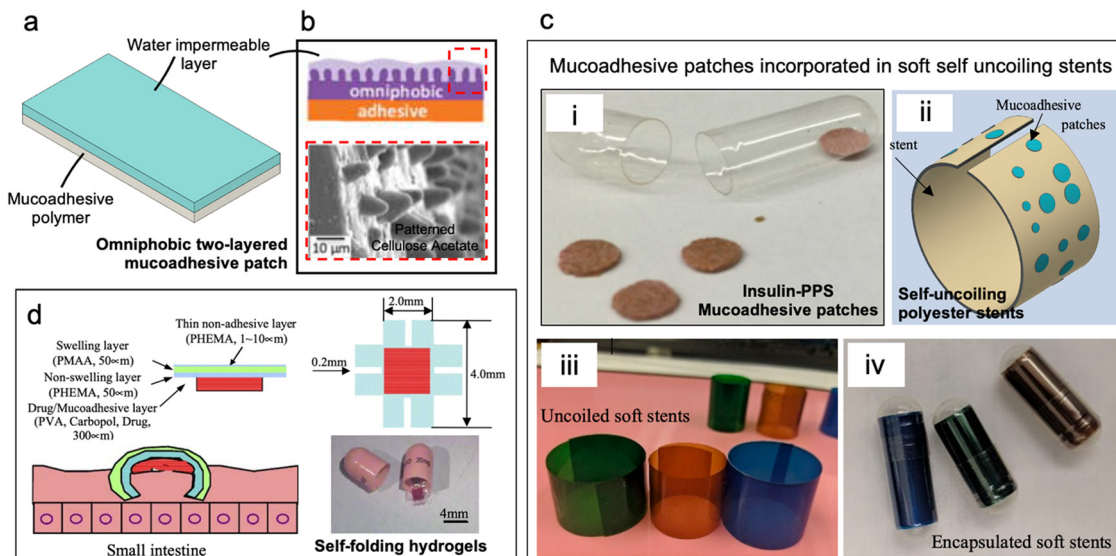 a
Water impermeable
layer
Mucoadhesive
polymer
Omniphobic two-layered
mucoadhesive patch
b
omniphobic
adhesive
10 µm
Patterned
Cellulose Acetate
c
Mucoadhesive patches incorporated in soft self uncoiling stents
i
Insulin-PPS
Mucoadhesive patches
ii
Mucoadhesive
patches
stent
Self-uncoiling
polyester stents
iii
Uncoiled soft stents
iv
Encapsulated soft stents
d
Thin non-adhesive layer
(PHEMA, 1~10∝m)
Swelling layer
(PMAA, 50∝m)
Non-swelling layer
(PHEMA, 50∝m)
Drug/Mucoadhesive layer
(PVA, Carbopol, Drug,
300∝m)
2.0mm
0.2mm
4.0mm
Small intestine
4mm
Self-folding hydrogels